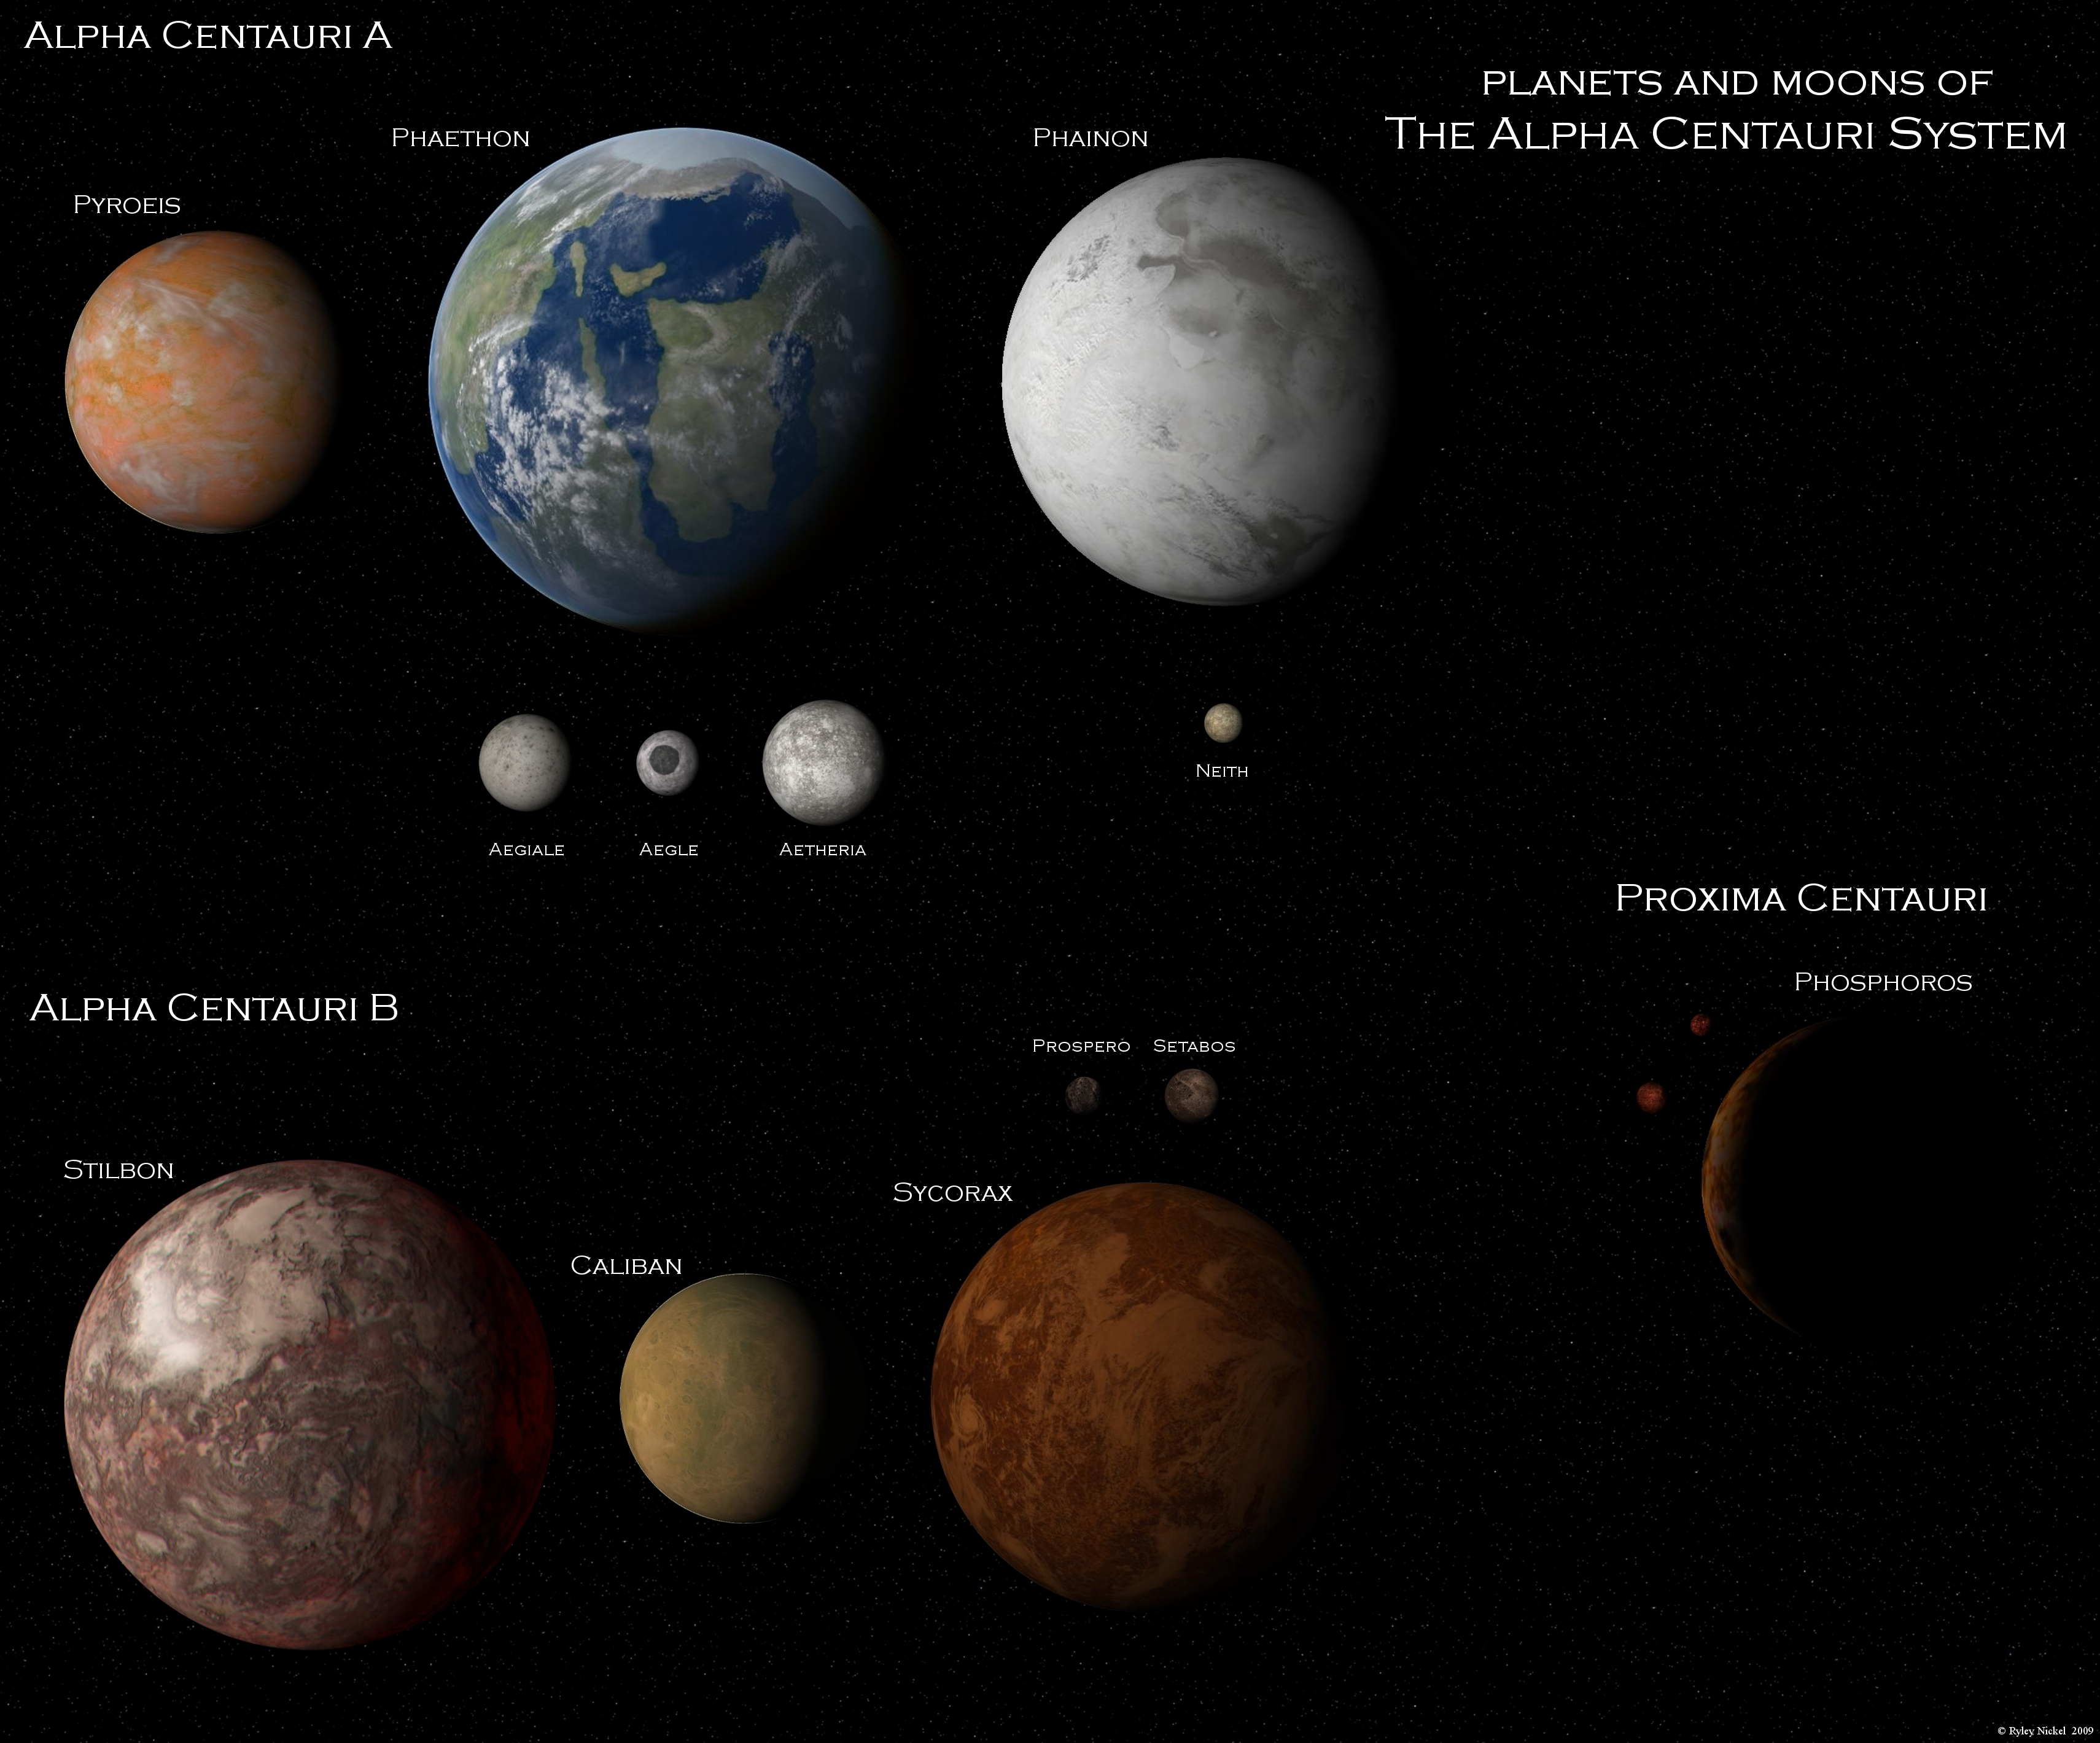 Alpha Centauri A
planets and moons of
The Alpha Centauri System
Phaethon
Phainon
Pyroeis
Neith
Aegiale
Aegle
Aetheria
Proxima Centauri
Phosphoros
Alpha Centauri B
Prospero
Setabos
Stilbon
Sycorax
Caliban
© Ryley Nickel 2009